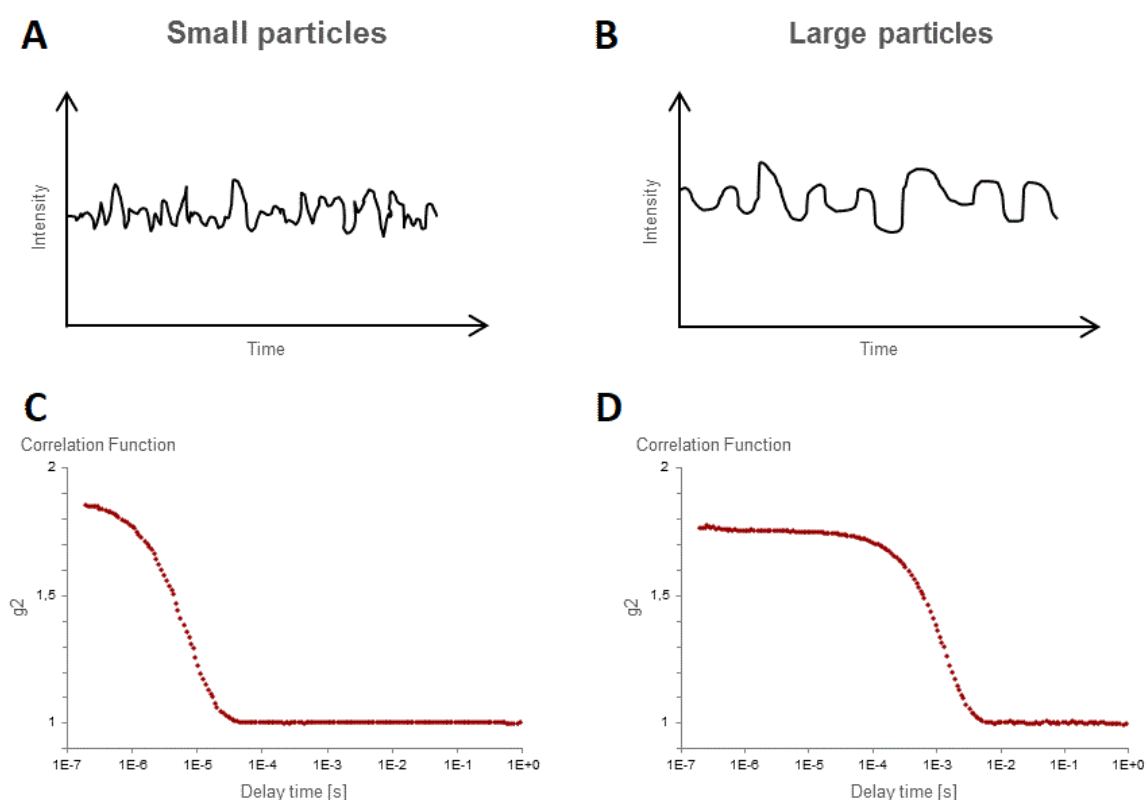 A
Small particles
Intensity
Time
B
Large particles
Intensity
Time
C
Correlation Function
2
1,5
1
g2
1E-7 1E-6 1E-5 1E-4 1E-3 1E-2 1E-1 1E+0
Delay time [s]
D
Correlation Function
2
1,5
1
g2
1E-7 1E-6 1E-5 1E-4 1E-3 1E-2 1E-1 1E+0
Delay time [s]